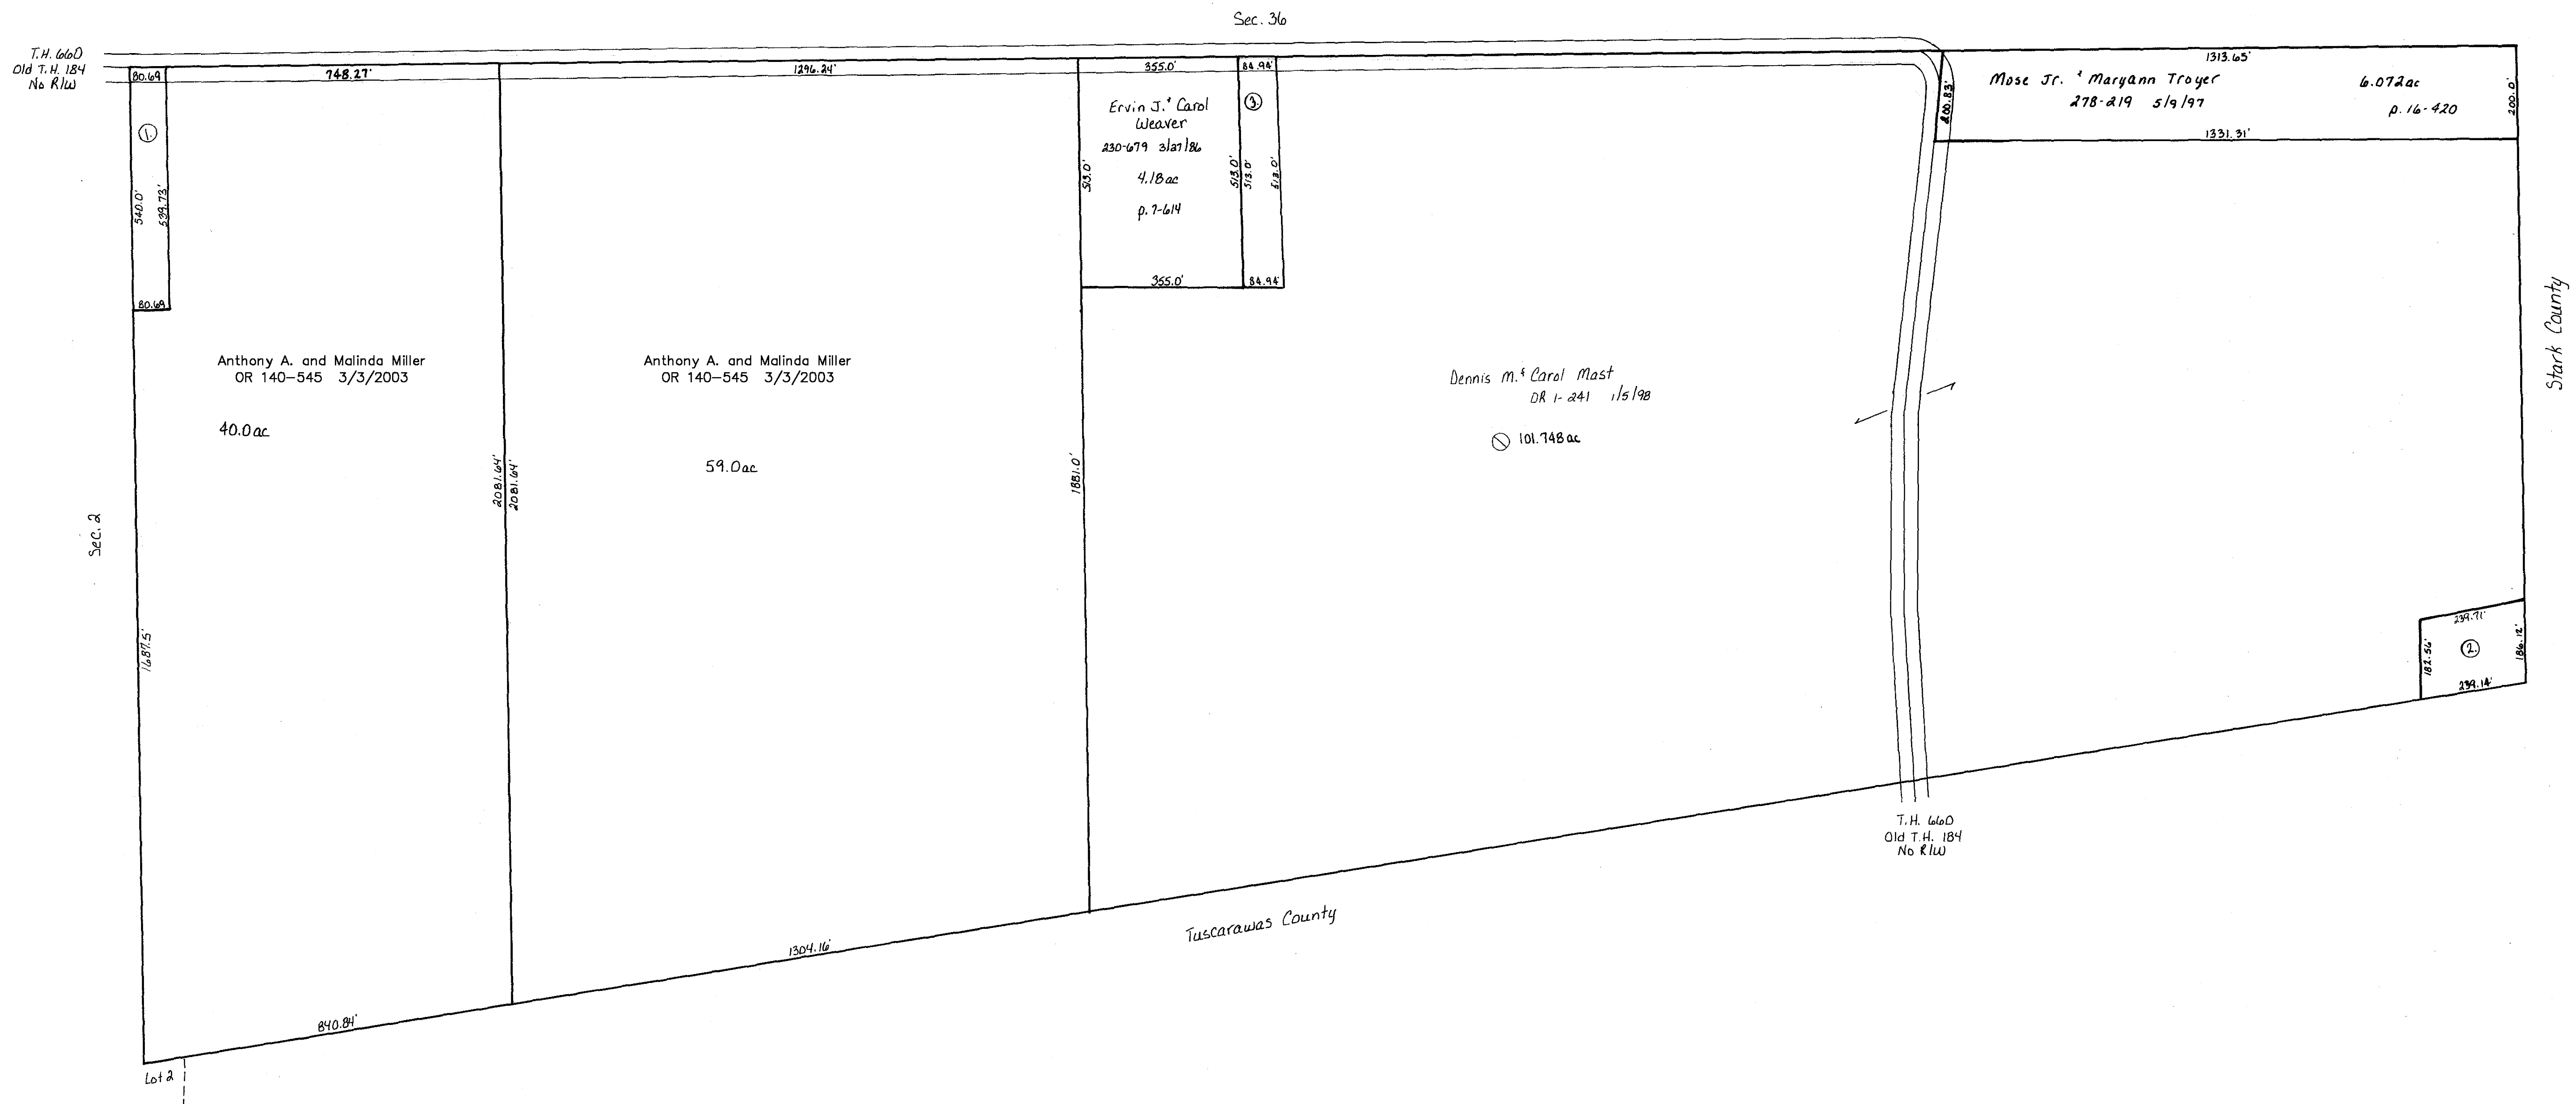 Sec. 36
T.H. 660
Old T.H. 184
No R/W
80.69
748.27'
1296.24'
355.0'
84.94'
1313.65'
Mose Jr. & Maryann Troyer
278-219 5/9/97
6.072ac
p. 16-420
200.83'
200.0'
1331.31'
1.
540.0'
539.73'
80.69
Ervin J. & Carol
Weaver
230-679 3/27/86
4.18ac
p. 7-614
513.0'
513.0'
355.0'
3.
513.0'
513.0'
84.94'
Anthony A. and Malinda Miller
OR 140-545 3/3/2003
40.0ac
Anthony A. and Malinda Miller
OR 140-545 3/3/2003
59.0ac
Dennis M. & Carol Mast
OR 1-241 1/5/98
101.748ac
Stark County
Sec. 2
1687.5'
2081.64'
2081.64'
1881.0'
239.71'
182.56'
2.
186.12'
239.14'
T.H. 660
Old T.H. 184
No R/W
Tuscarawas County
1304.16'
840.84'
Lot 2